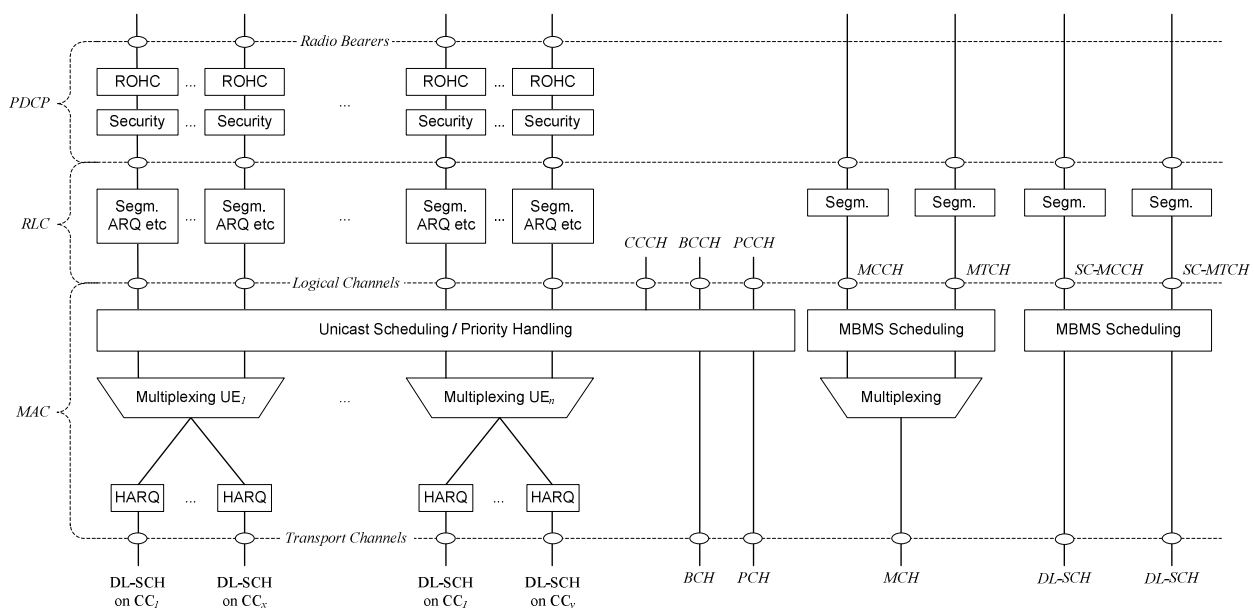 Radio Bearers
ROHC ... ROHC ROHC ... ROHC
PDCP ...
Security ... Security Security ... Security
Segm. ARQ etc ... Segm. ARQ etc ... Segm. ARQ etc ... Segm. ARQ etc Segm. Segm. Segm. Segm.
RLC
CCCH BCCH PCCH
Logical Channels MCCH MTCH SC-MCCH SC-MTCH
Unicast Scheduling / Priority Handling MBMS Scheduling MBMS Scheduling
MAC
Multiplexing UE1 ... Multiplexing UEn Multiplexing
HARQ ... HARQ HARQ ... HARQ
Transport Channels
DL-SCH on CC1 DL-SCH on CCx DL-SCH on CC1 DL-SCH on CCy BCH PCH MCH DL-SCH DL-SCH